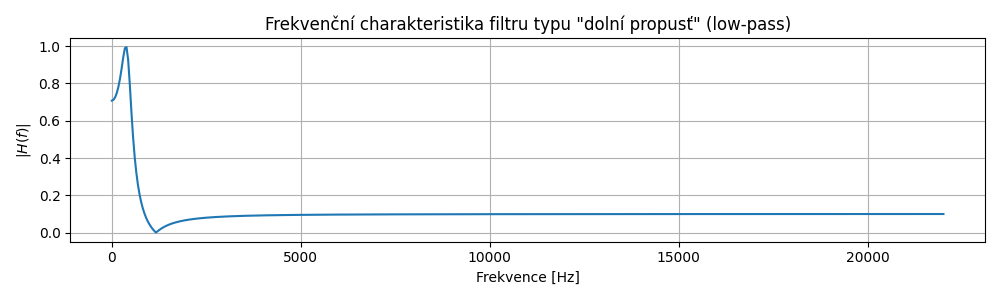 Frekvenční charakteristika filtru typu "dolní propusť" (low-pass)
1.0
0.8
0.6
0.4
0.2
0.0
|H(f)|
0 5000 10000 15000 20000
Frekvence [Hz]